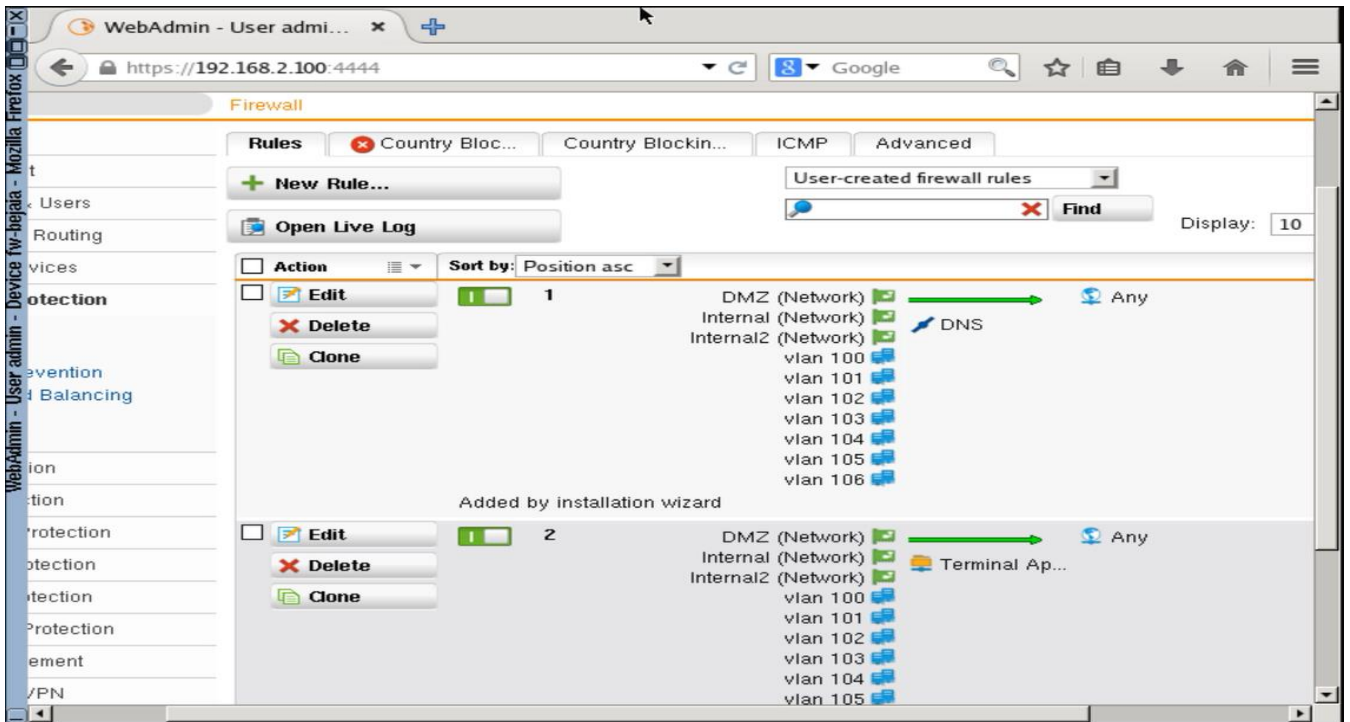 WebAdmin - User admin - Device fw-bejaia - Mozilla Firefox
WebAdmin - User admi...
https://192.168.2.100:4444
Google
Firewall
Rules
Country Bloc...
Country Blockin...
ICMP
Advanced
New Rule...
User-created firewall rules
Find
Open Live Log
Display: 10
Action
Sort by: Position asc
t
Users
Routing
vices
otection
evention
d Balancing
ion
ction
rotection
otection
otection
Protection
ement
/PN
Edit
Delete
Clone
1
DMZ (Network)
Internal (Network)
Internal2 (Network)
vlan 100
vlan 101
vlan 102
vlan 103
vlan 104
vlan 105
vlan 106
DNS
Any
Added by installation wizard
Edit
Delete
Clone
2
DMZ (Network)
Internal (Network)
Internal2 (Network)
vlan 100
vlan 101
vlan 102
vlan 103
vlan 104
vlan 105
Terminal Ap...
Any